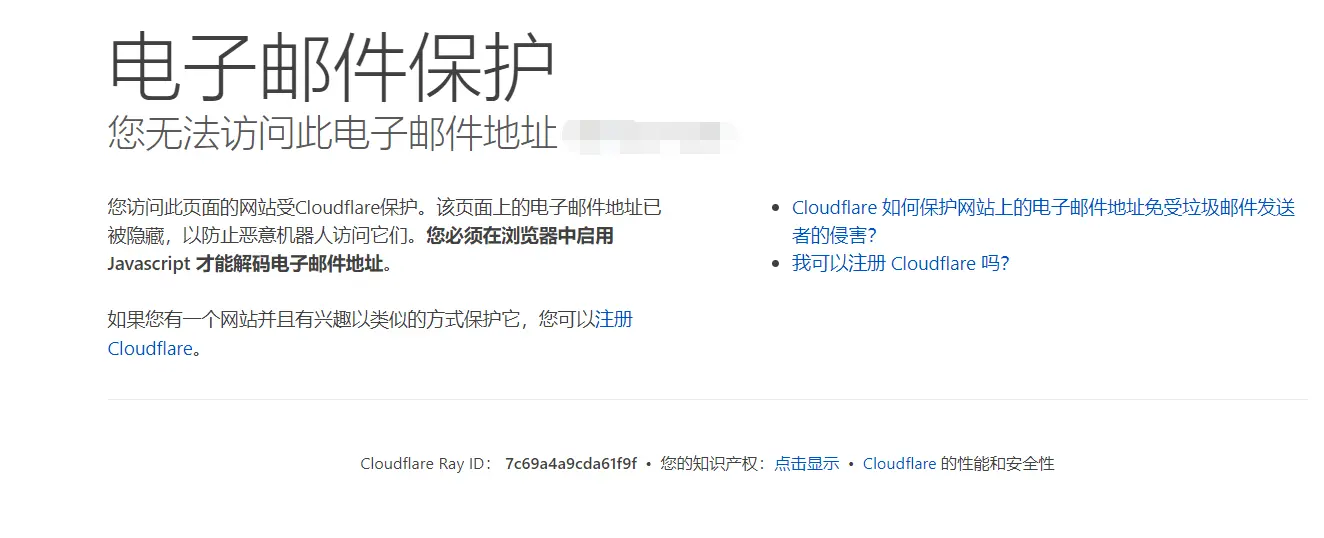 电子邮件保护
您无法访问此电子邮件地址
您访问此页面的网站受Cloudflare保护。该页面上的电子邮件地址已
被隐藏，以防止恶意机器人访问它们。您必须在浏览器中启用
Javascript 才能解码电子邮件地址。
如果您有一个网站并且有兴趣以类似的方式保护它，您可以注册
Cloudflare。
Cloudflare 如何保护网站上的电子邮件地址免受垃圾邮件发送
者的侵害？
我可以注册 Cloudflare 吗？
Cloudflare Ray ID： 7c69a4a9cda61f9f • 您的知识产权：点击显示 • Cloudflare 的性能和安全性